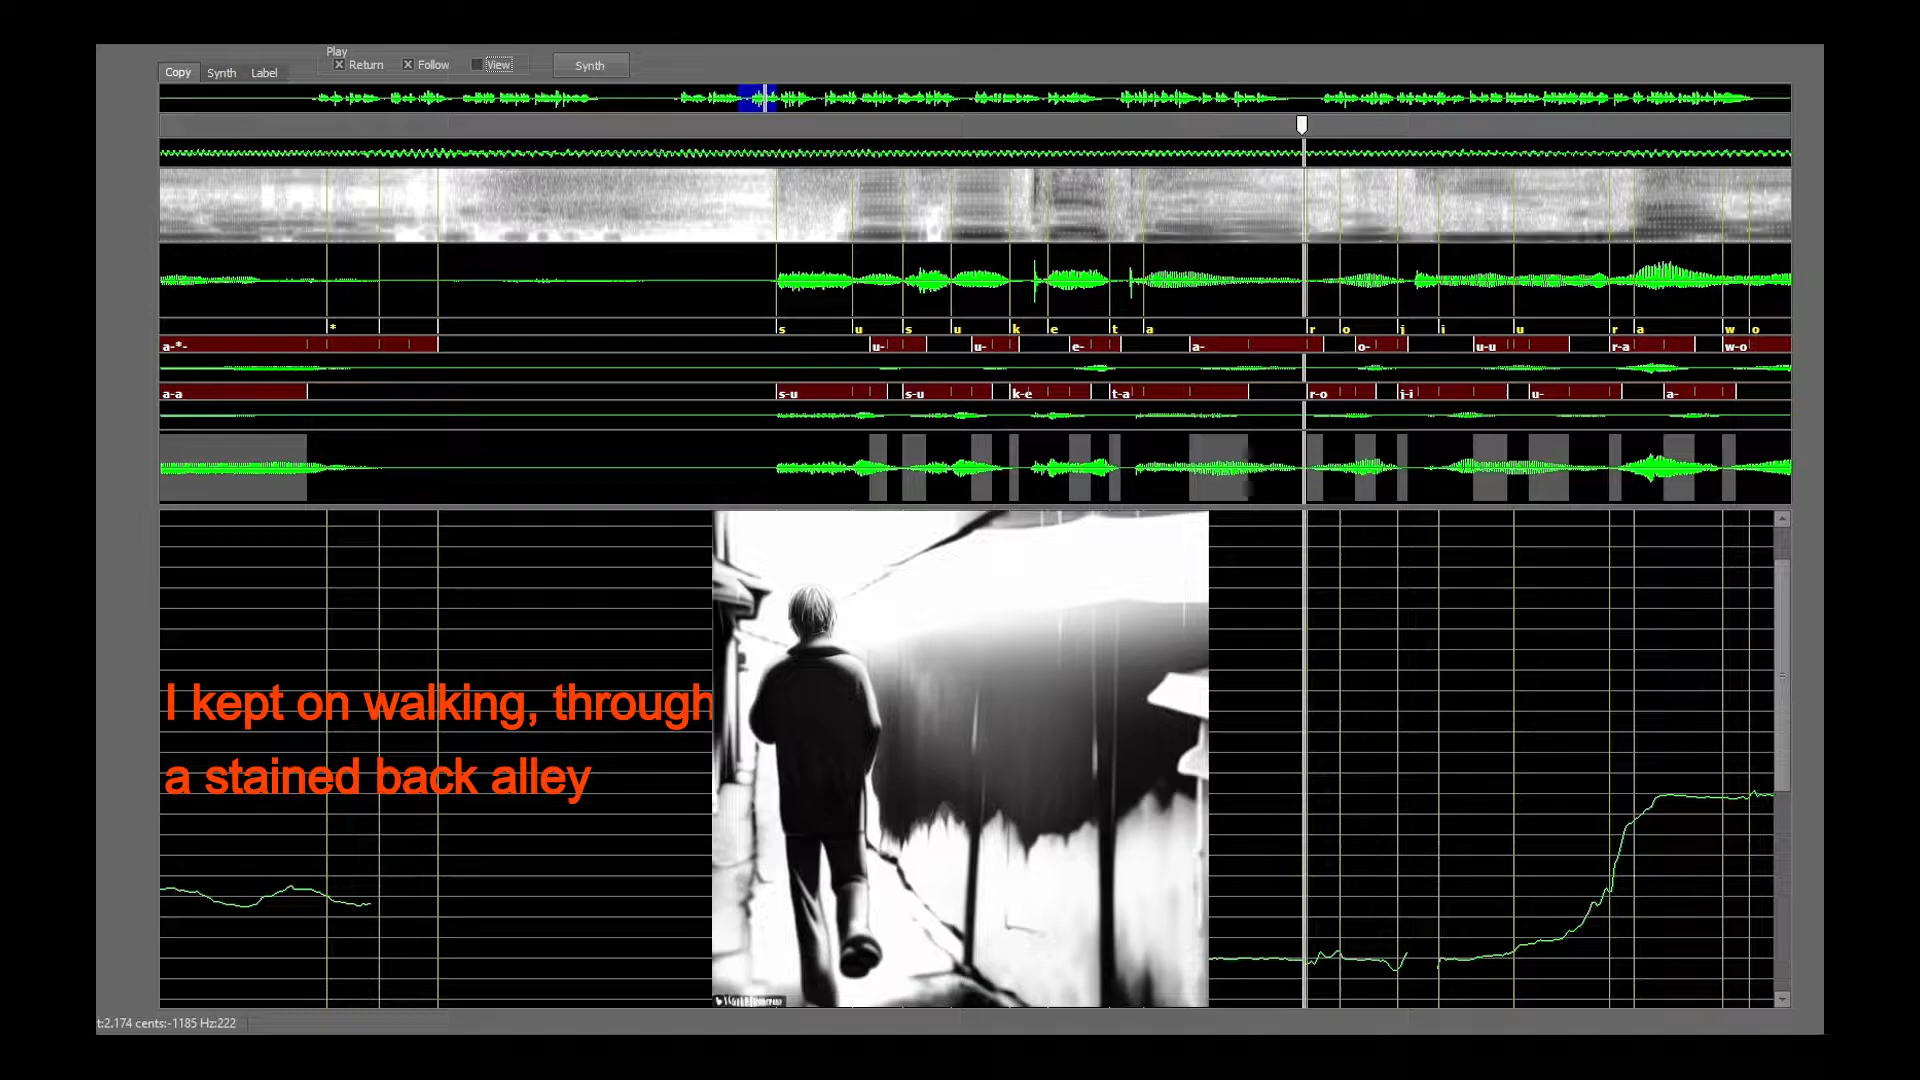 Play
Return Follow View
Synth
Copy Synth Label
* s u s u k e t a r o j i u r a w o
a-*- u- u- e- a- o- u-u r-a w-o
a-a s-u s-u k-e t-a r-o j-i u- a-
I kept on walking, through
a stained back alley
t:2.174 cents:-1185 Hz:222